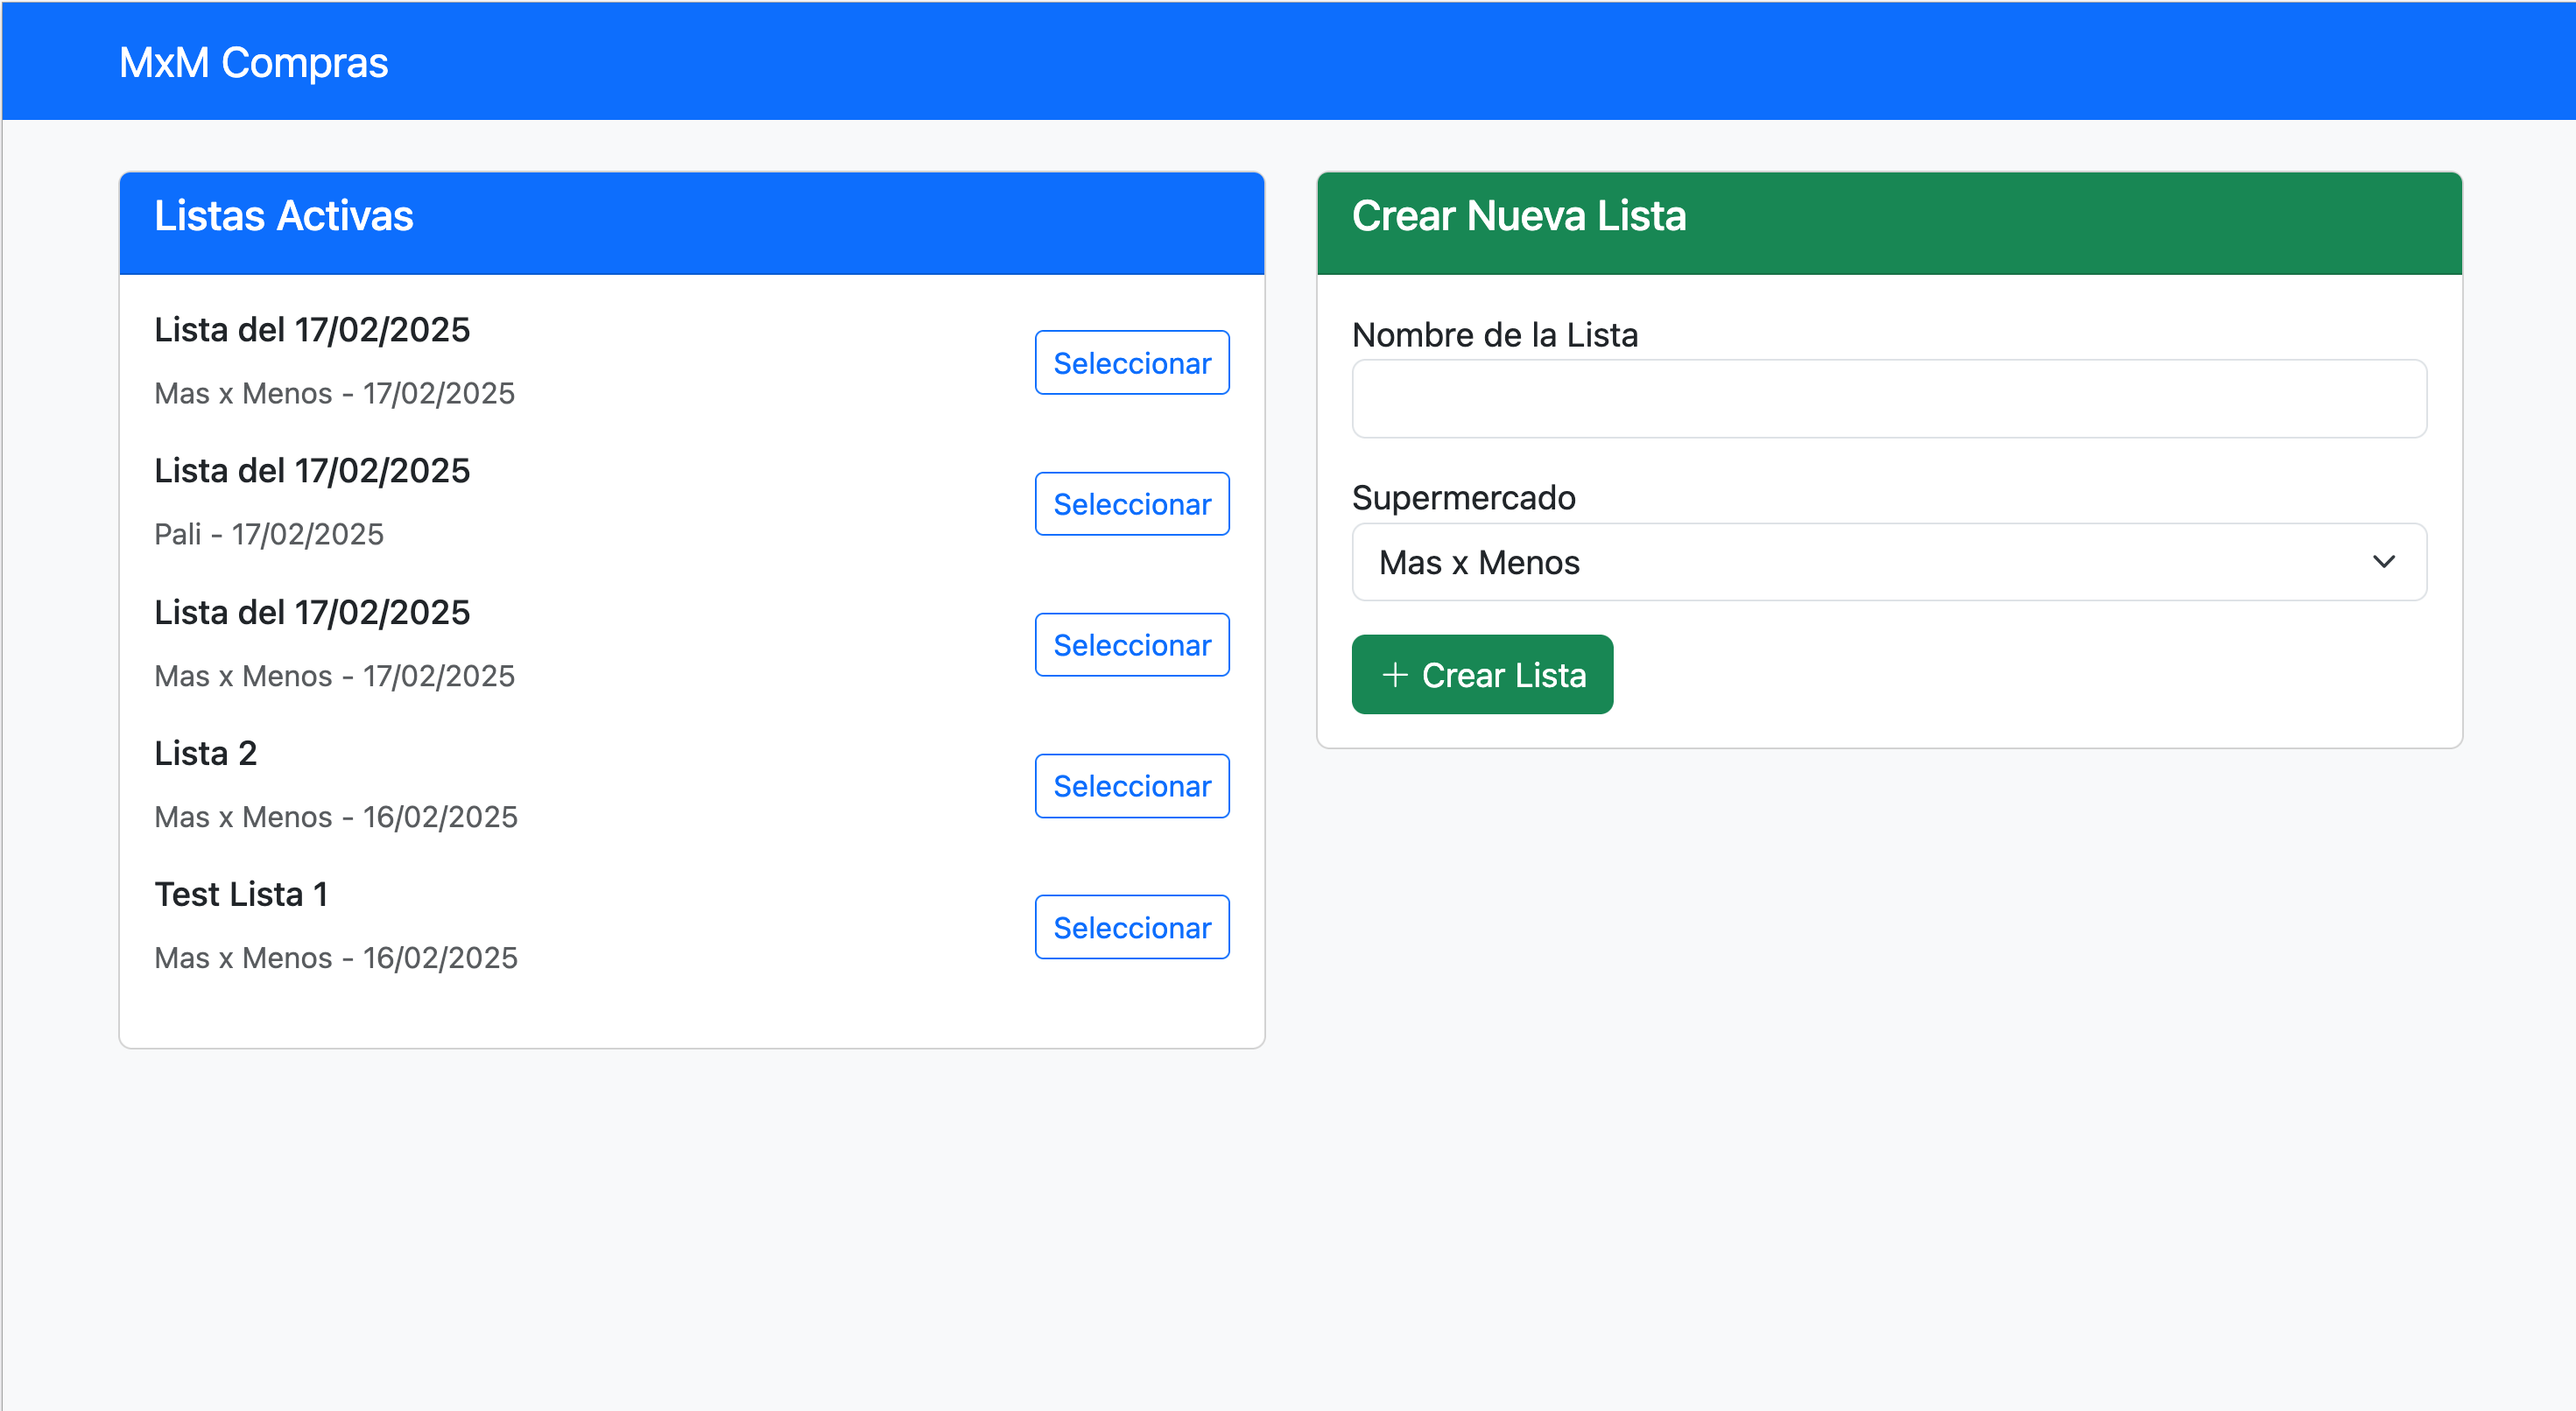 MxM Compras
Listas Activas
Lista del 17/02/2025
Mas x Menos - 17/02/2025
Seleccionar
Lista del 17/02/2025
Pali - 17/02/2025
Seleccionar
Lista del 17/02/2025
Mas x Menos - 17/02/2025
Seleccionar
Lista 2
Mas x Menos - 16/02/2025
Seleccionar
Test Lista 1
Mas x Menos - 16/02/2025
Seleccionar
Crear Nueva Lista
Nombre de la Lista
Supermercado
Mas x Menos
+ Crear Lista